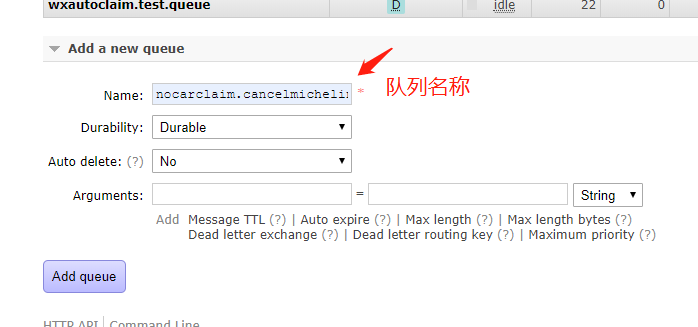 wxautoclaim.test.queue D idle 22 0
Add a new queue
Name: nocarclaim.cancelmichelin * 队列名称
Durability: Durable
Auto delete: (?) No
Arguments: = String
Add Message TTL (?) | Auto expire (?) | Max length (?) | Max length bytes (?)
Dead letter exchange (?) | Dead letter routing key (?) | Maximum priority (?)
Add queue
HTTP API | Command Line